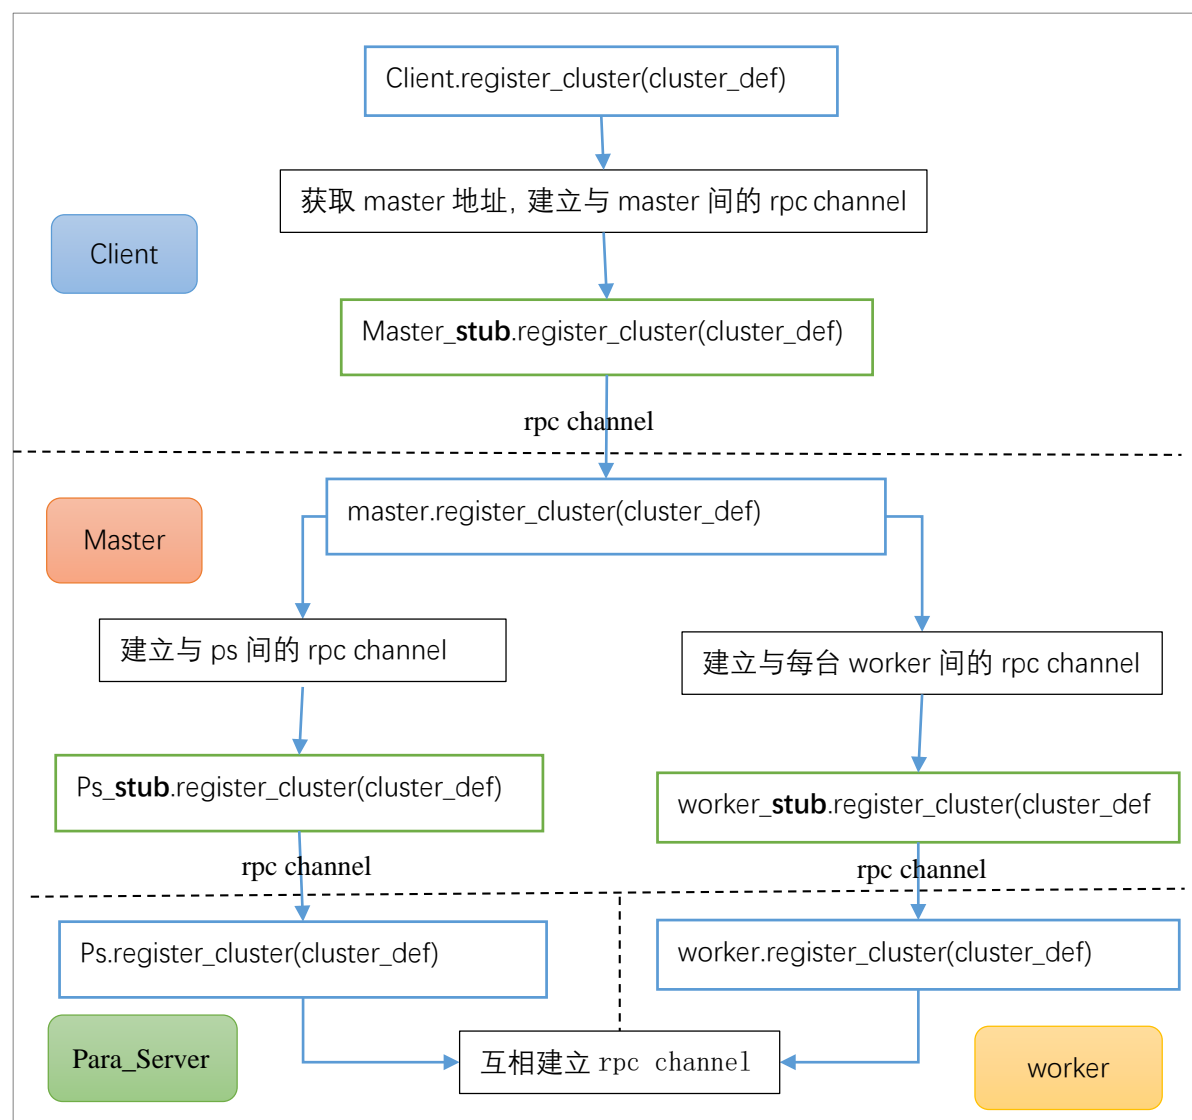 Client.register_cluster(cluster_def)
获取 master 地址, 建立与 master 间的 rpc channel
Client
Master_stub.register_cluster(cluster_def)
rpc channel
master.register_cluster(cluster_def)
Master
建立与 ps 间的 rpc channel
建立与每台 worker 间的 rpc channel
Ps_stub.register_cluster(cluster_def)
worker_stub.register_cluster(cluster_def
rpc channel
rpc channel
Ps.register_cluster(cluster_def)
worker.register_cluster(cluster_def)
Para_Server
互相建立 rpc channel
worker